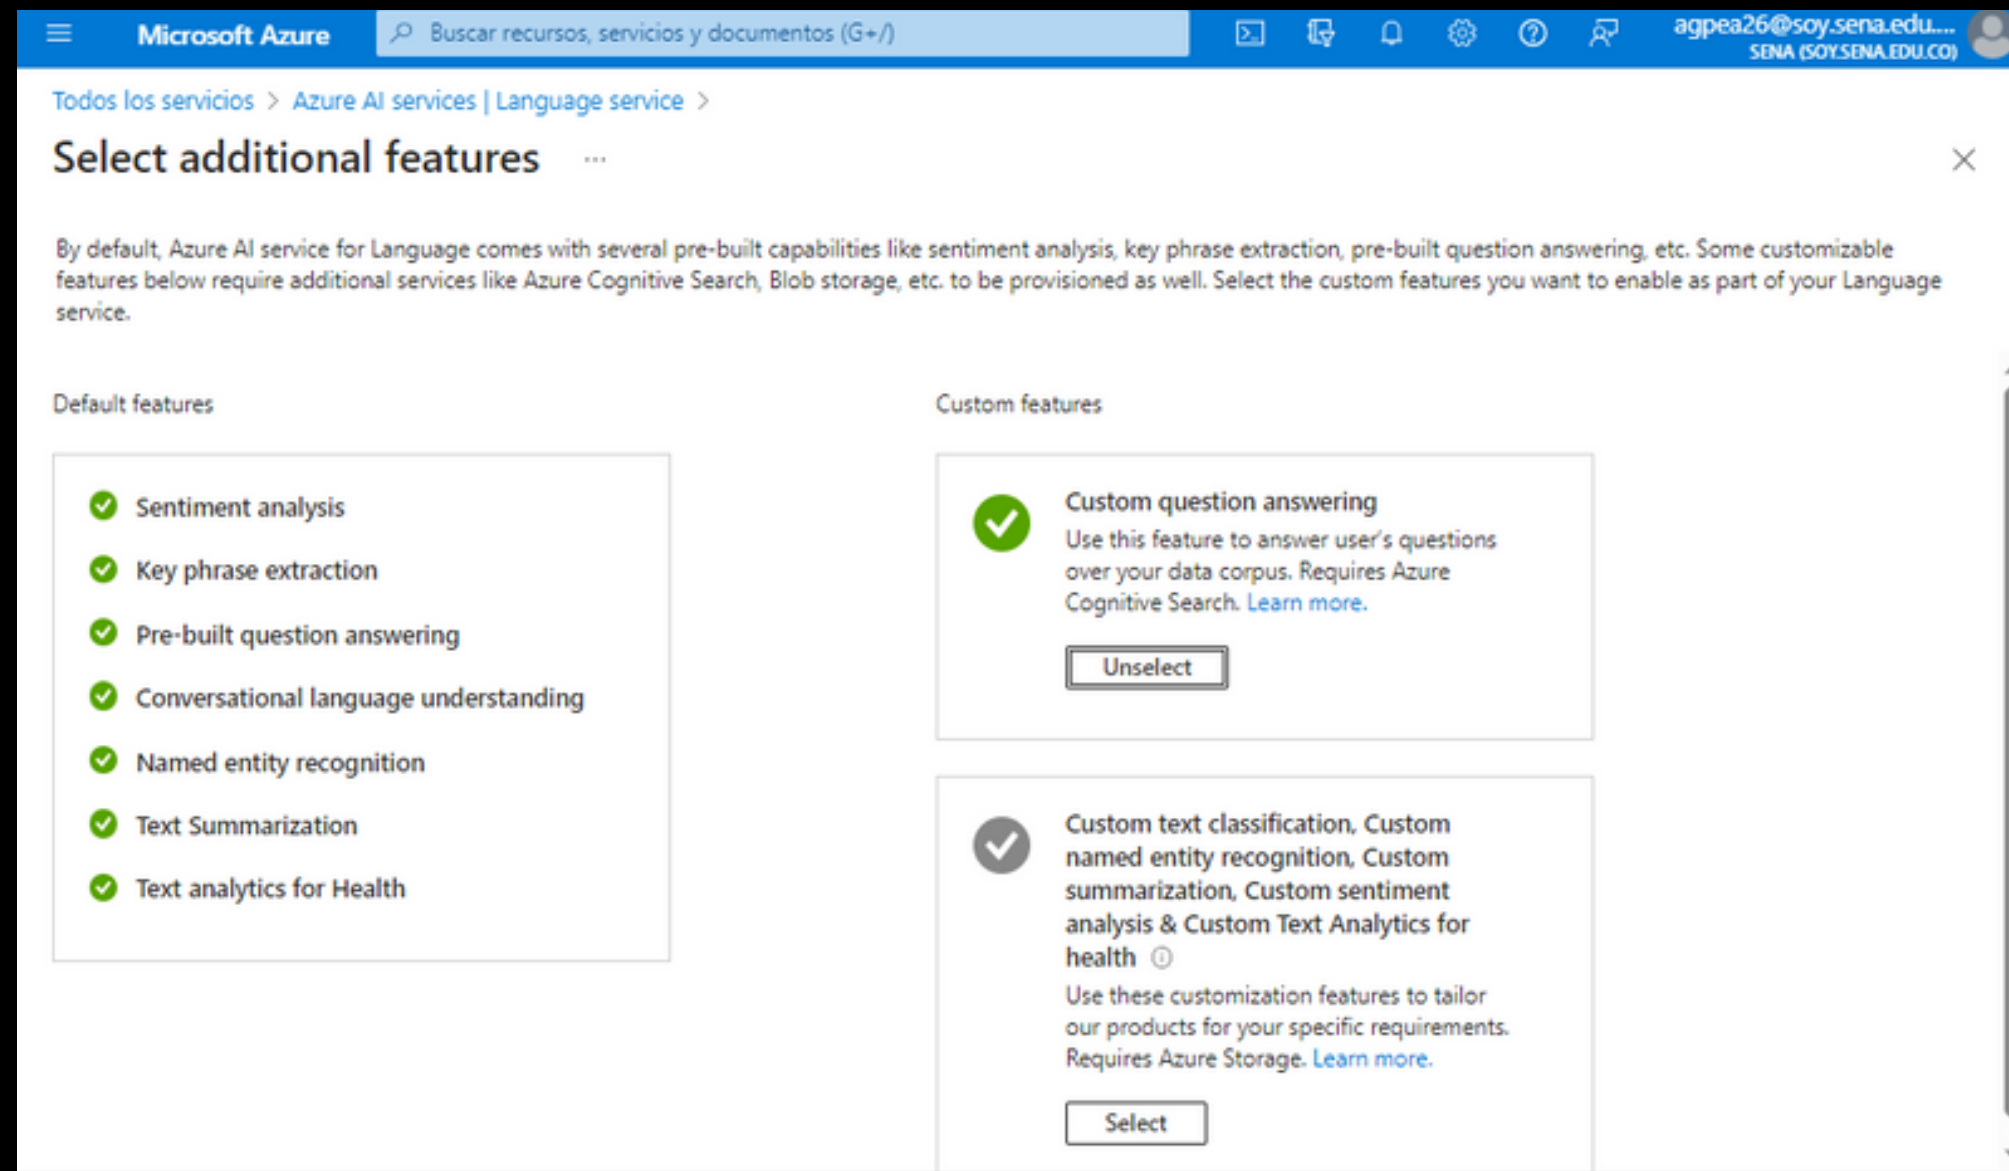 Microsoft Azure
Buscar recursos, servicios y documentos (G+/)
agpea26@soy.sena.edu....
SENA (SOY.SENA.EDU.CO)
Todos los servicios > Azure AI services | Language service >
Select additional features ...
By default, Azure AI service for Language comes with several pre-built capabilities like sentiment analysis, key phrase extraction, pre-built question answering, etc. Some customizable
features below require additional services like Azure Cognitive Search, Blob storage, etc. to be provisioned as well. Select the custom features you want to enable as part of your Language
service.
Default features
Sentiment analysis
Key phrase extraction
Pre-built question answering
Conversational language understanding
Named entity recognition
Text Summarization
Text analytics for Health
Custom features
Custom question answering
Use this feature to answer user's questions
over your data corpus. Requires Azure
Cognitive Search. Learn more.
Unselect
Custom text classification, Custom
named entity recognition, Custom
summarization, Custom sentiment
analysis & Custom Text Analytics for
health
Use these customization features to tailor
our products for your specific requirements.
Requires Azure Storage. Learn more.
Select